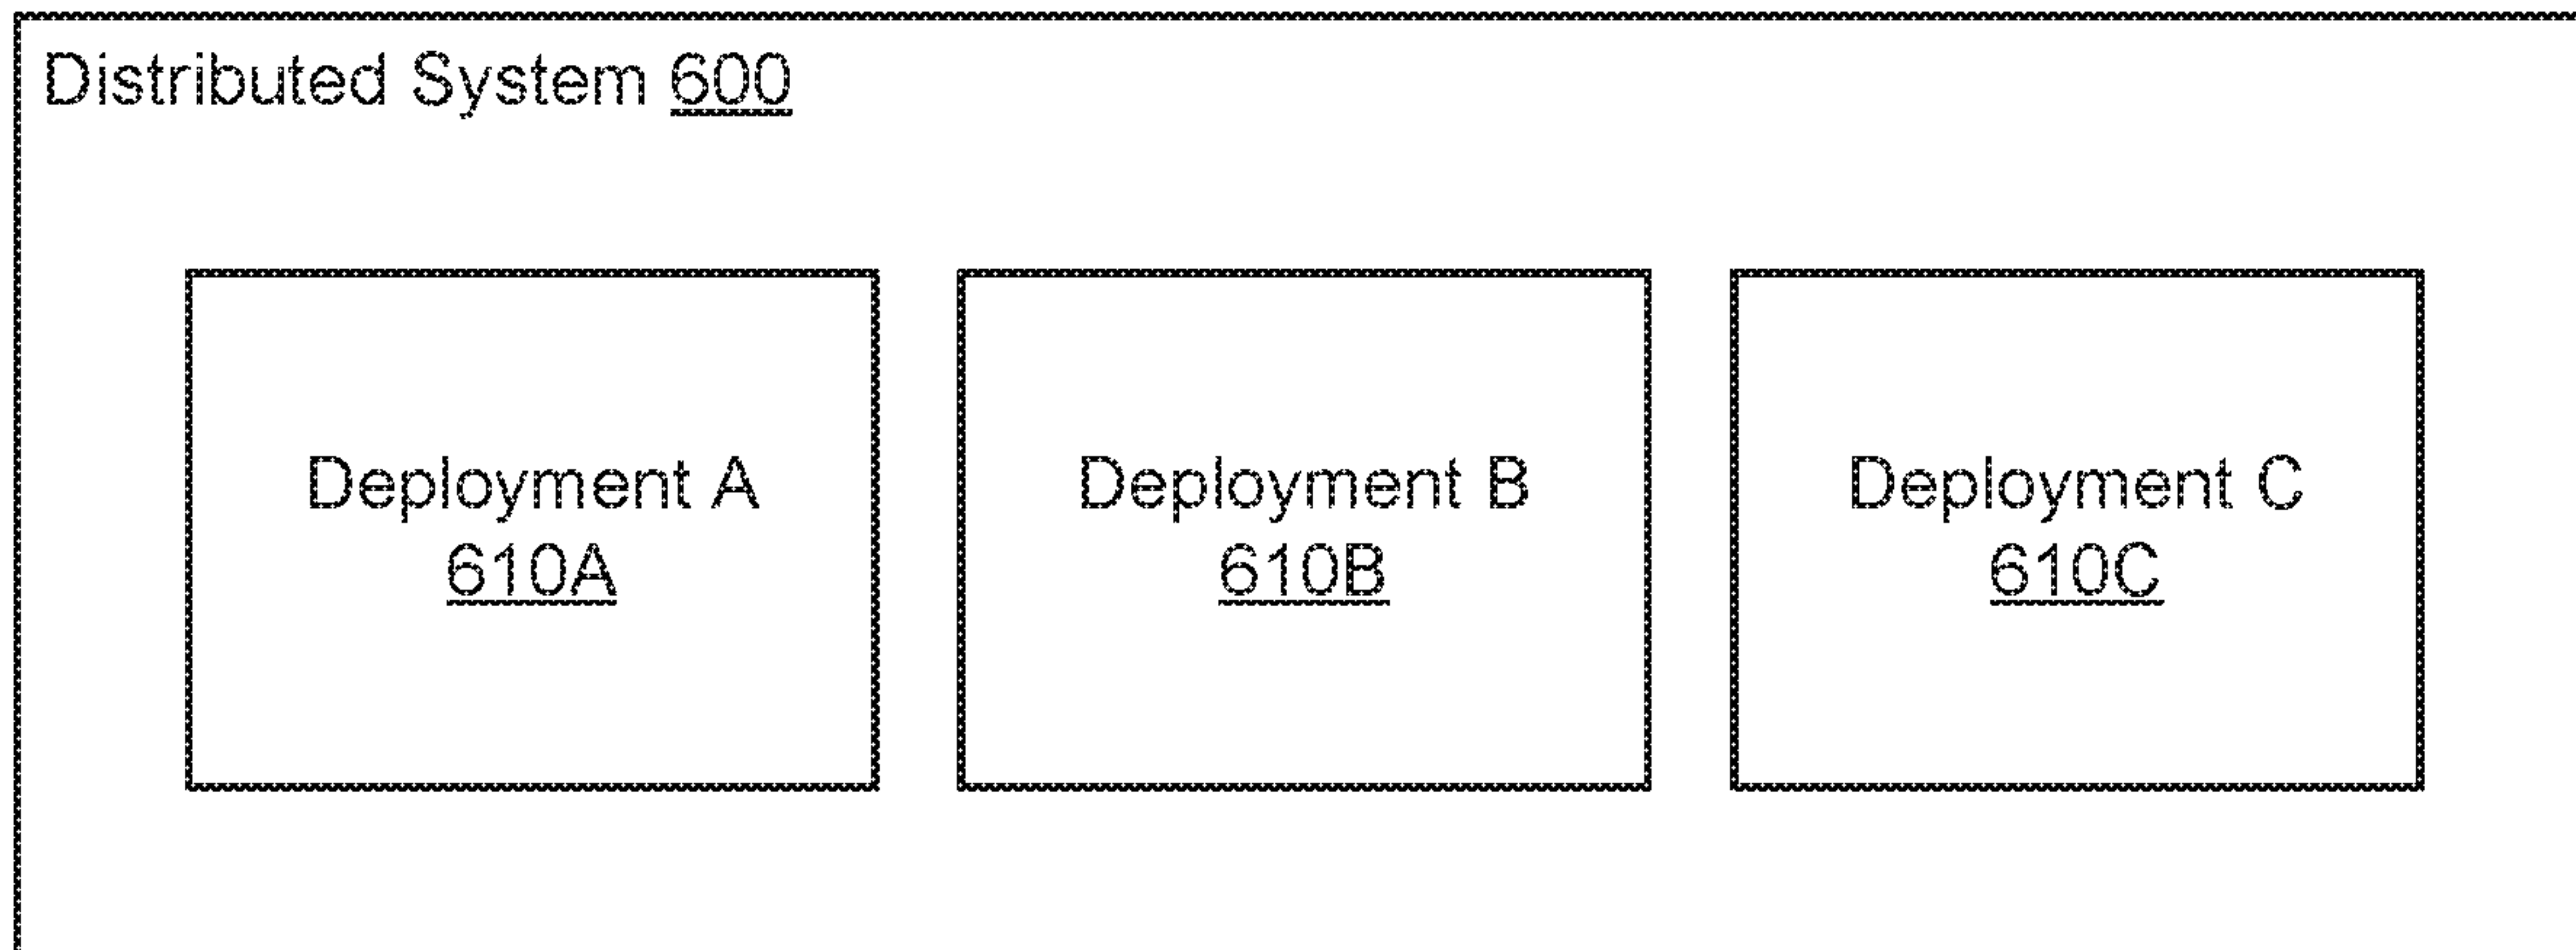 Distributed System 600
Deployment A
610A
Deployment B
610B
Deployment C
610C